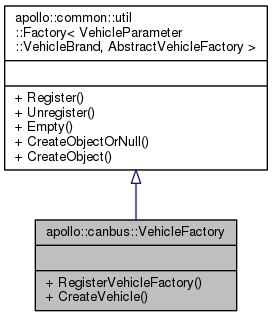 apollo::common::util
::Factory< VehicleParameter
::VehicleBrand, AbstractVehicleFactory >
+ Register()
+ Unregister()
+ Empty()
+ CreateObjectOrNull()
+ CreateObject()
apollo::canbus::VehicleFactory
+ RegisterVehicleFactory()
+ CreateVehicle()